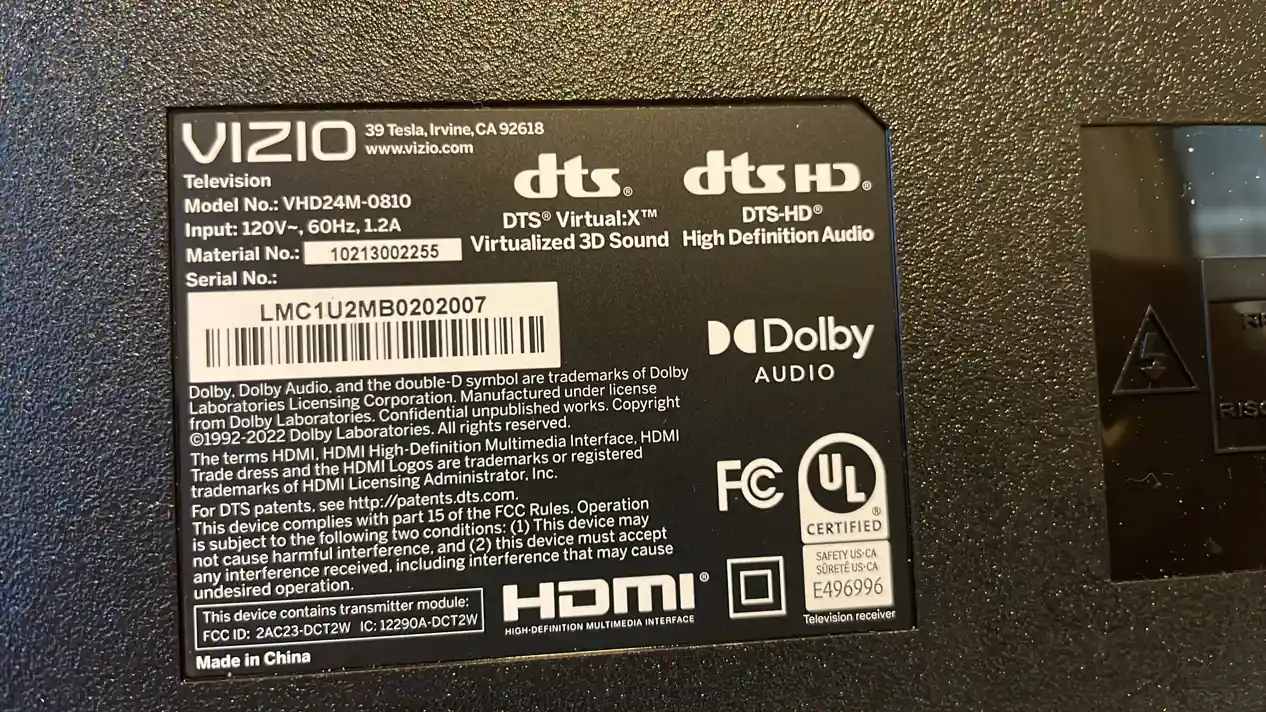 VIZIO 39 Tesla, Irvine, CA 92618
www.vizio.com
Television
Model No.: VHD24M-0810
Input: 120V~, 60Hz, 1.2A
Material No.: 10213002255
Serial No.:
LMC1U2MB0202007
dts®
DTS® Virtual:X™
Virtualized 3D Sound
dts HD®
DTS-HD®
High Definition Audio
Dolby
AUDIO
Dolby, Dolby Audio, and the double-D symbol are trademarks of Dolby
Laboratories Licensing Corporation. Manufactured under license
from Dolby Laboratories. Confidential unpublished works. Copyright
©1992-2022 Dolby Laboratories. All rights reserved.
The terms HDMI, HDMI High-Definition Multimedia Interface, HDMI
Trade dress and the HDMI Logos are trademarks or registered
trademarks of HDMI Licensing Administrator, Inc.
For DTS patents, see http://patents.dts.com.
This device complies with part 15 of the FCC Rules. Operation
is subject to the following two conditions: (1) This device may
not cause harmful interference, and (2) this device must accept
any interference received, including interference that may cause
undesired operation.
FC
UL®
CERTIFIED
SAFETY US·CA
SÛRETÉ US·CA
E496996
Television receiver
HDMI®
HIGH-DEFINITION MULTIMEDIA INTERFACE
This device contains transmitter module:
FCC ID: 2AC23-DCT2W IC: 12290A-DCT2W
Made in China